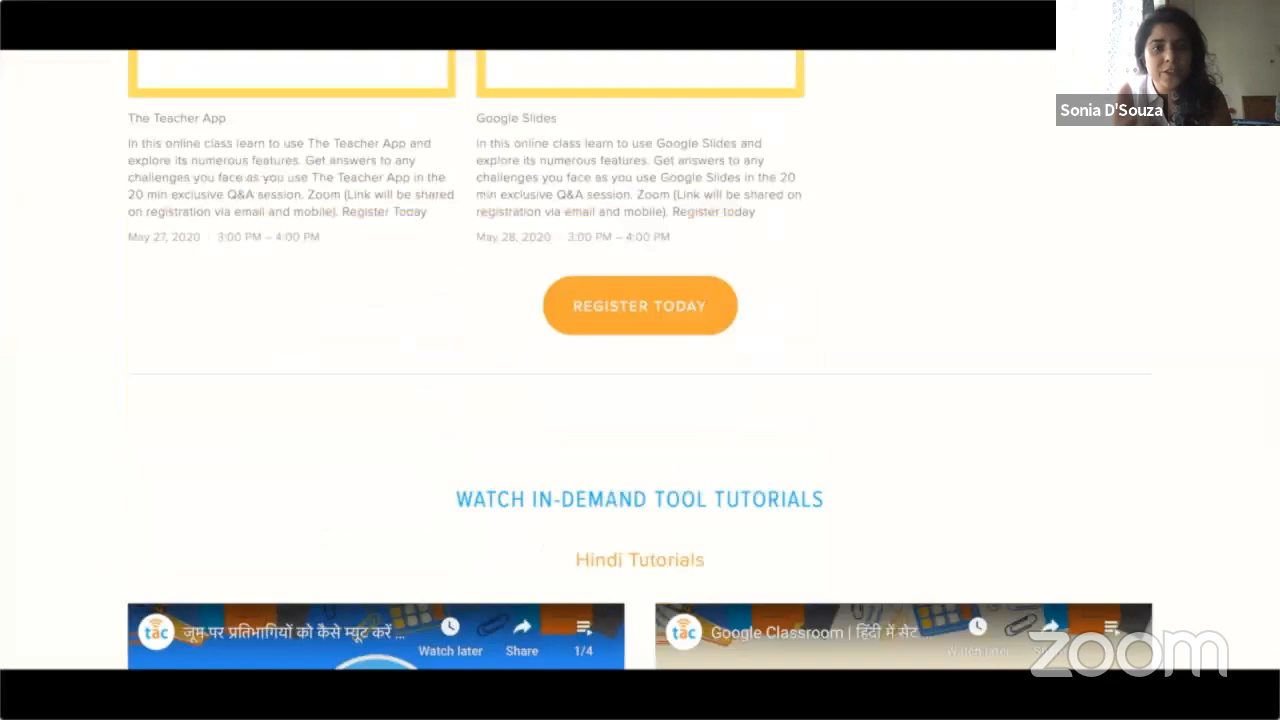 Sonia D'Souza
The Teacher App
In this online class learn to use The Teacher App and
explore its numerous features. Get answers to any
challenges you face as you use The Teacher App in the
20 min exclusive Q&A session. Zoom (Link will be shared
on registration via email and mobile). Register Today
May 27, 2020 3:00 PM – 4:00 PM
Google Slides
In this online class learn to use Google Slides and
explore its numerous features. Get answers to any
challenges you face as you use Google Slides in the 20
min exclusive Q&A session. Zoom (Link will be shared on
registration via email and mobile). Register today
May 28, 2020 3:00 PM – 4:00 PM
REGISTER TODAY
WATCH IN-DEMAND TOOL TUTORIALS
Hindi Tutorials
tac
जूम पर प्रतिभागियों को कैसे म्यूट करें ...
Watch later
Share
1/4
tac
Google Classroom | हिंदी में सेट
Watch later
zoom